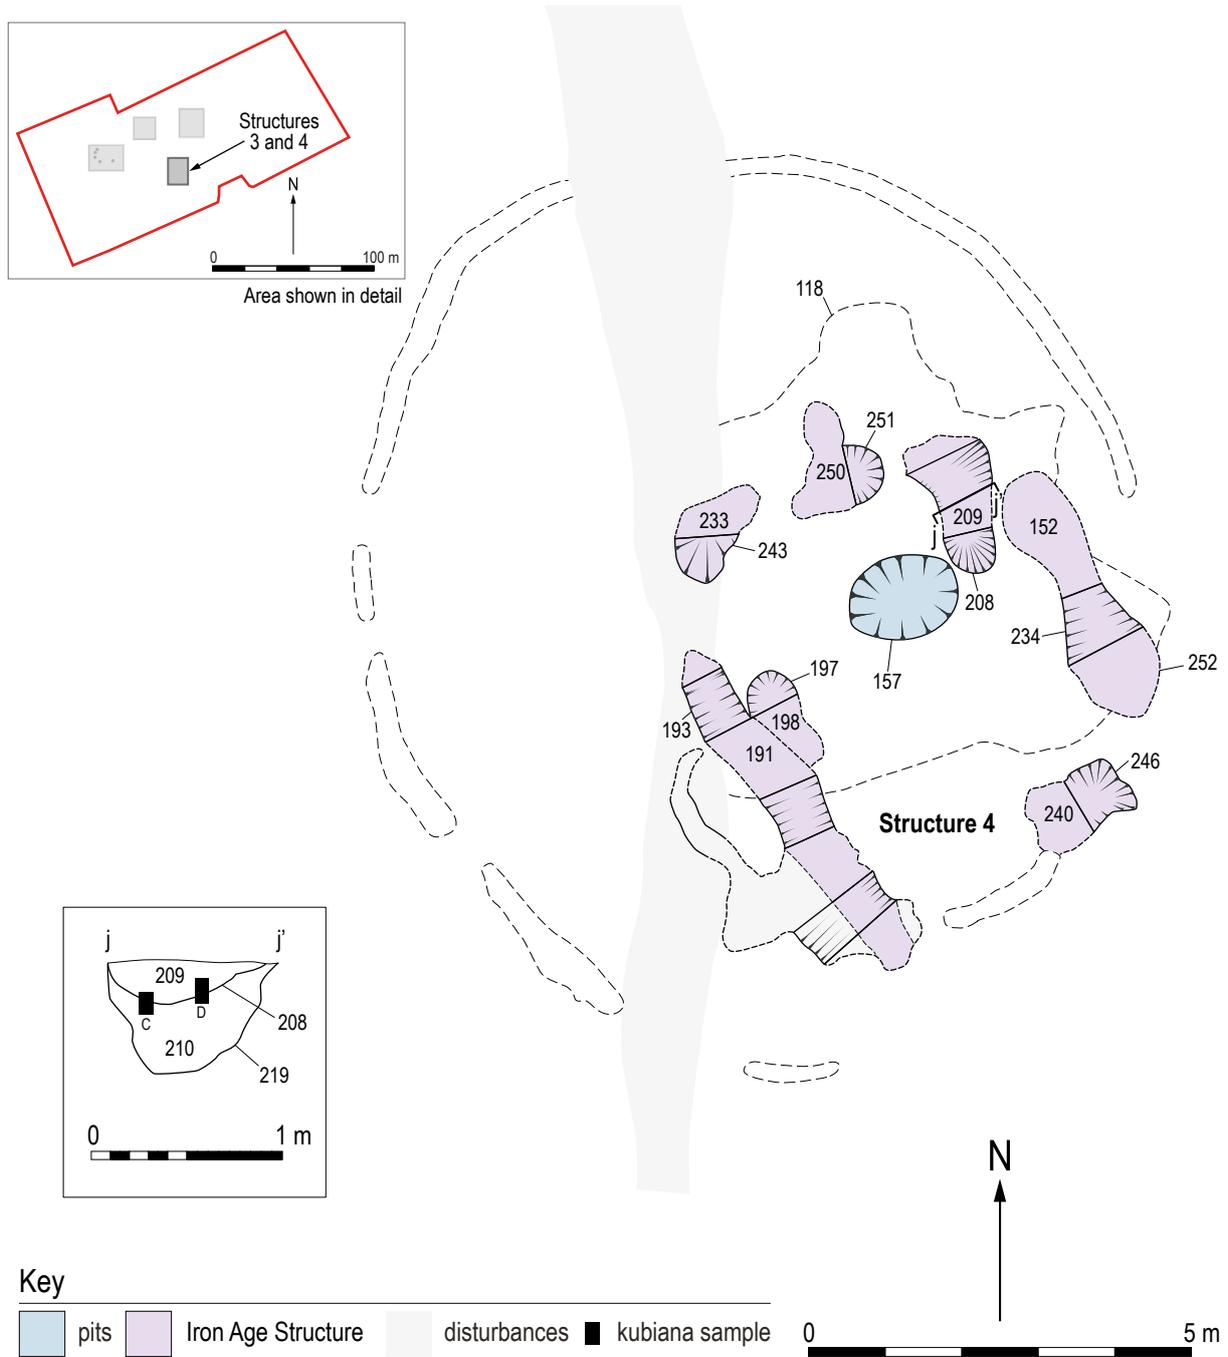 Structures
3 and 4
N
0 100 m
Area shown in detail
118
251
250
233
243
209
j
j'
152
208
234
157
252
197
193
198
191
246
240
Structure 4
j j'
209
C
D
208
210
219
0 1 m
N
Key
pits Iron Age Structure disturbances kubiana sample
0 5 m